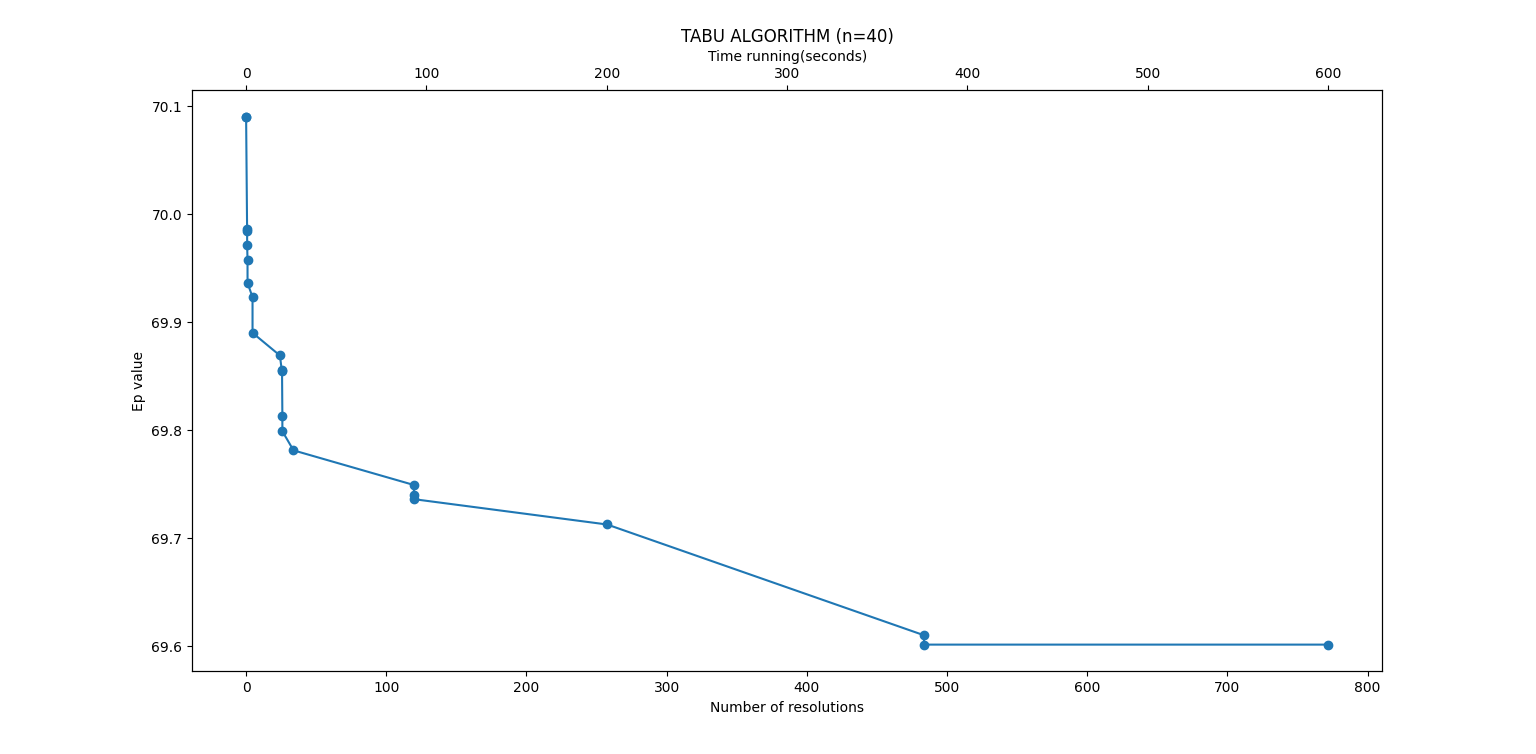 TABU ALGORITHM (n=40)
Time running(seconds)
0 100 200 300 400 500 600
70.1
70.0
69.9
69.8
69.7
69.6
Ep value
0 100 200 300 400 500 600 700 800
Number of resolutions